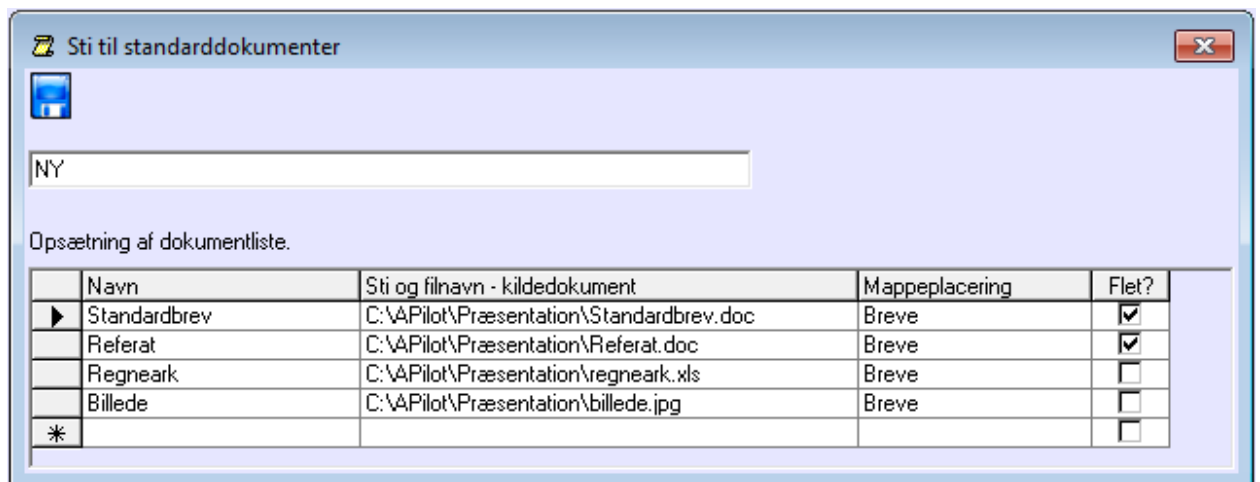 Sti til standarddokumenter
NY
Opsætning af dokumentliste.
Navn Sti og filnavn - kildedokument Mappeplacering Flet?
Standardbrev C:\APilot\Præsentation\Standardbrev.doc Breve
Referat C:\APilot\Præsentation\Referat.doc Breve
Regneark C:\APilot\Præsentation\regneark.xls Breve
Billede C:\APilot\Præsentation\billede.jpg Breve